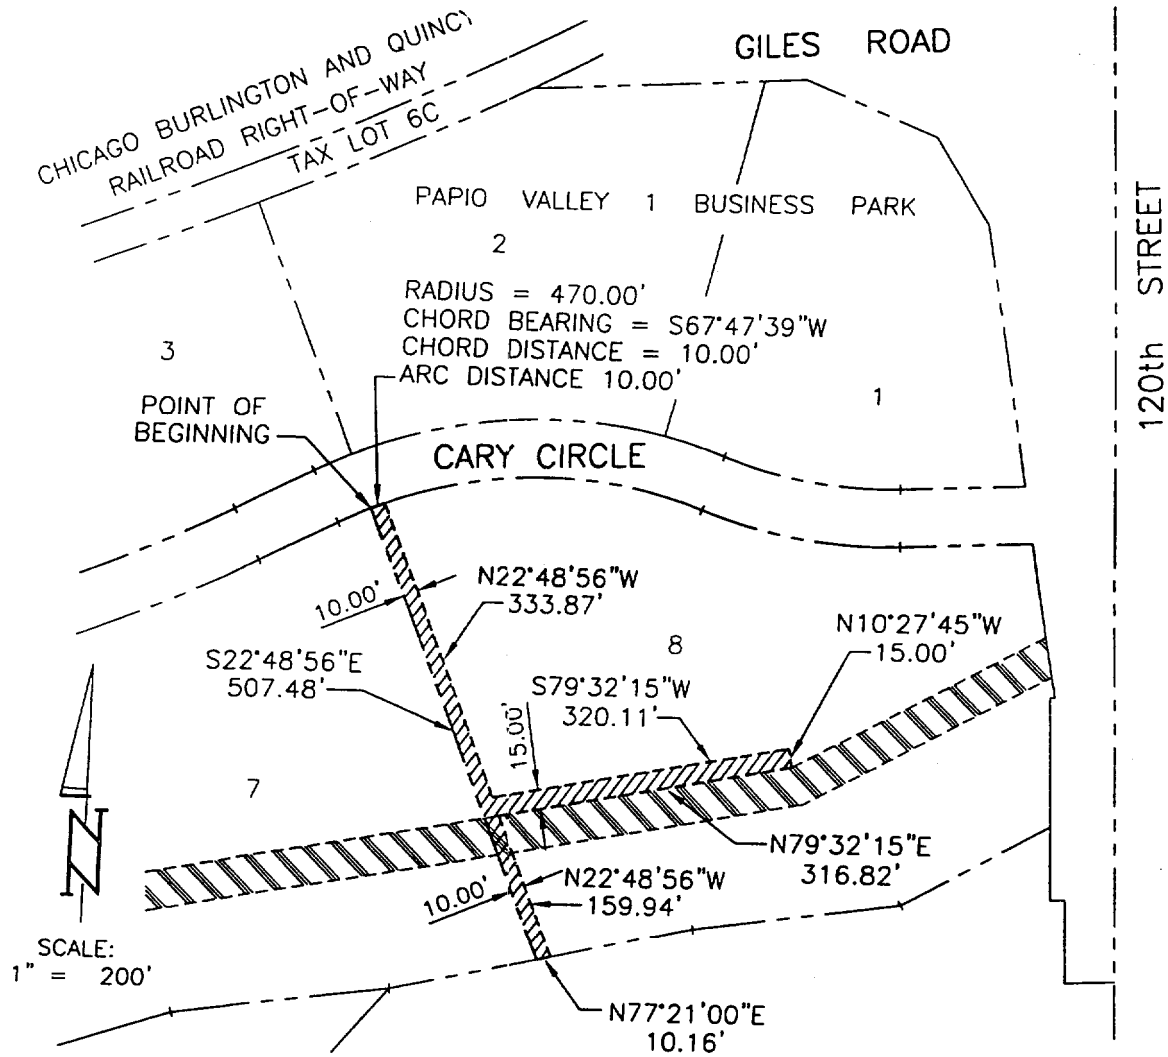 CHICAGO BURLINGTON AND QUINCY
RAILROAD RIGHT-OF-WAY
TAX LOT 6C
GILES ROAD
120th STREET
PAPIO VALLEY 1 BUSINESS PARK
2
RADIUS = 470.00'
CHORD BEARING = S67°47'39"W
CHORD DISTANCE = 10.00'
ARC DISTANCE 10.00'
3
1
POINT OF
BEGINNING
CARY CIRCLE
10.00'
N22°48'56"W
333.87'
N10°27'45"W
15.00'
8
S22°48'56"E
507.48'
S79°32'15"W
320.11'
15.00'
7
N79°32'15"E
316.82'
N22°48'56"W
159.94'
10.00'
N
SCALE:
1" = 200'
N77°21'00"E
10.16'